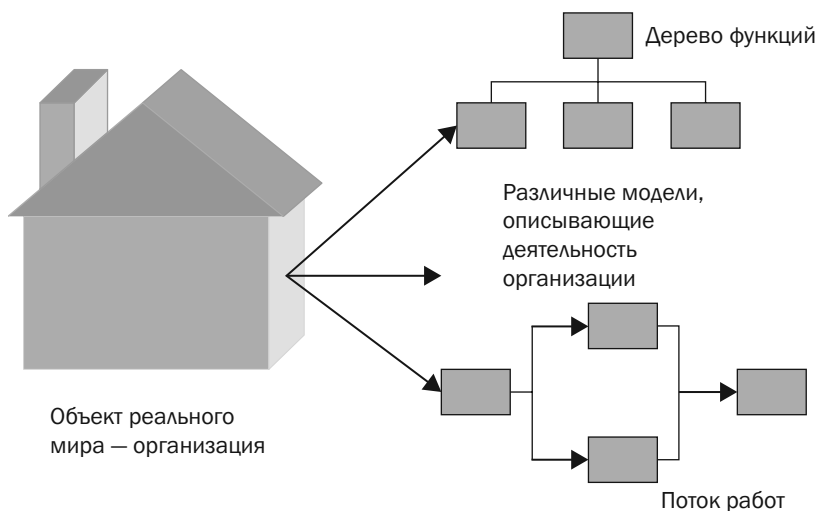 Дерево функций
Различные модели,
описывающие
деятельность
организации
Объект реального
мира — организация
Поток работ